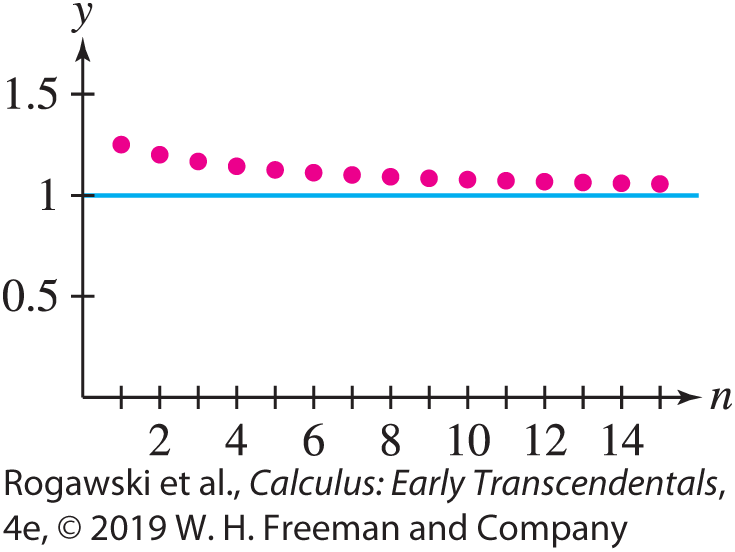 y
1.5
1
0.5
n
2 4 6 8 10 12 14
Rogawski et al., Calculus: Early Transcendentals,
4e, © 2019 W. H. Freeman and Company